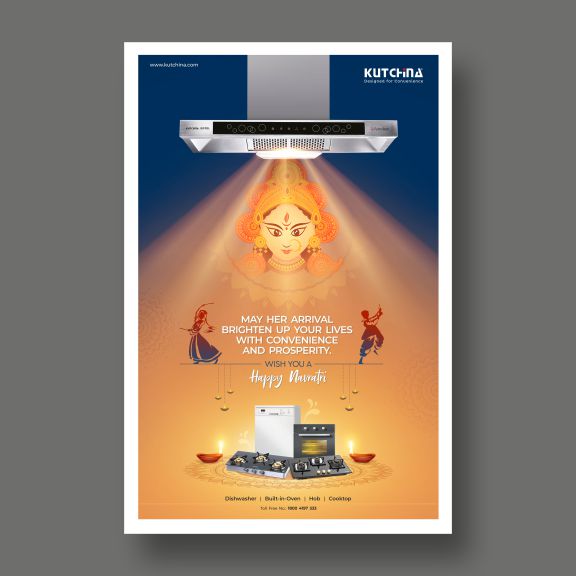 www.kutchina.com
KUTCHINA
Designed for Convenience
MAY HER ARRIVAL
BRIGHTEN UP YOUR LIVES
WITH CONVENIENCE
AND PROSPERITY.
WISH YOU A
Happy Navratri
Dishwasher | Built-in-Oven | Hob | Cooktop
Toll Free No.: 1800 4197 333